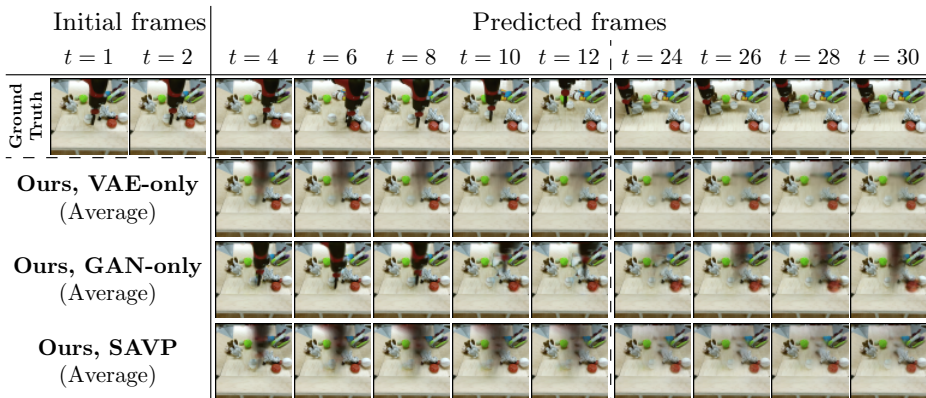 Initial frames
Predicted frames
t = 1
t = 2
t = 4
t = 6
t = 8
t = 10
t = 12
t = 24
t = 26
t = 28
t = 30
Ground
Truth
Ours, VAE-only
(Average)
Ours, GAN-only
(Average)
Ours, SAVP
(Average)